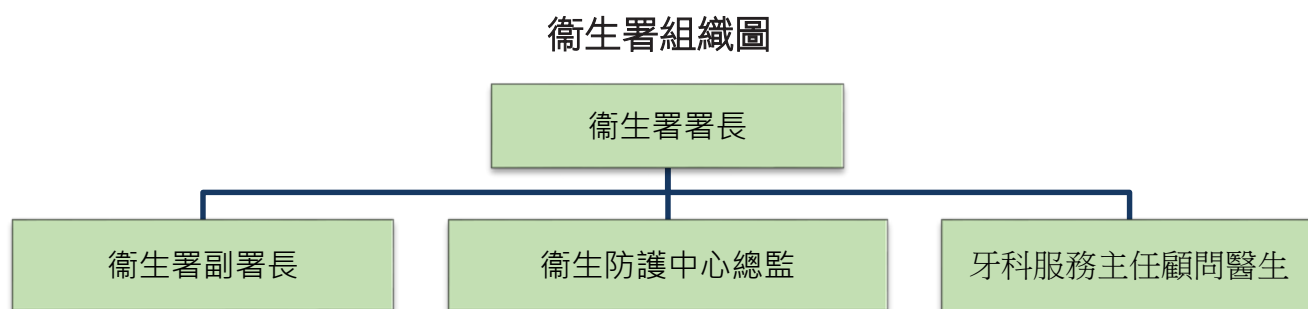 衞生署組織圖
衞生署署長
衞生署副署長
衞生防護中心總監
牙科服務主任顧問醫生